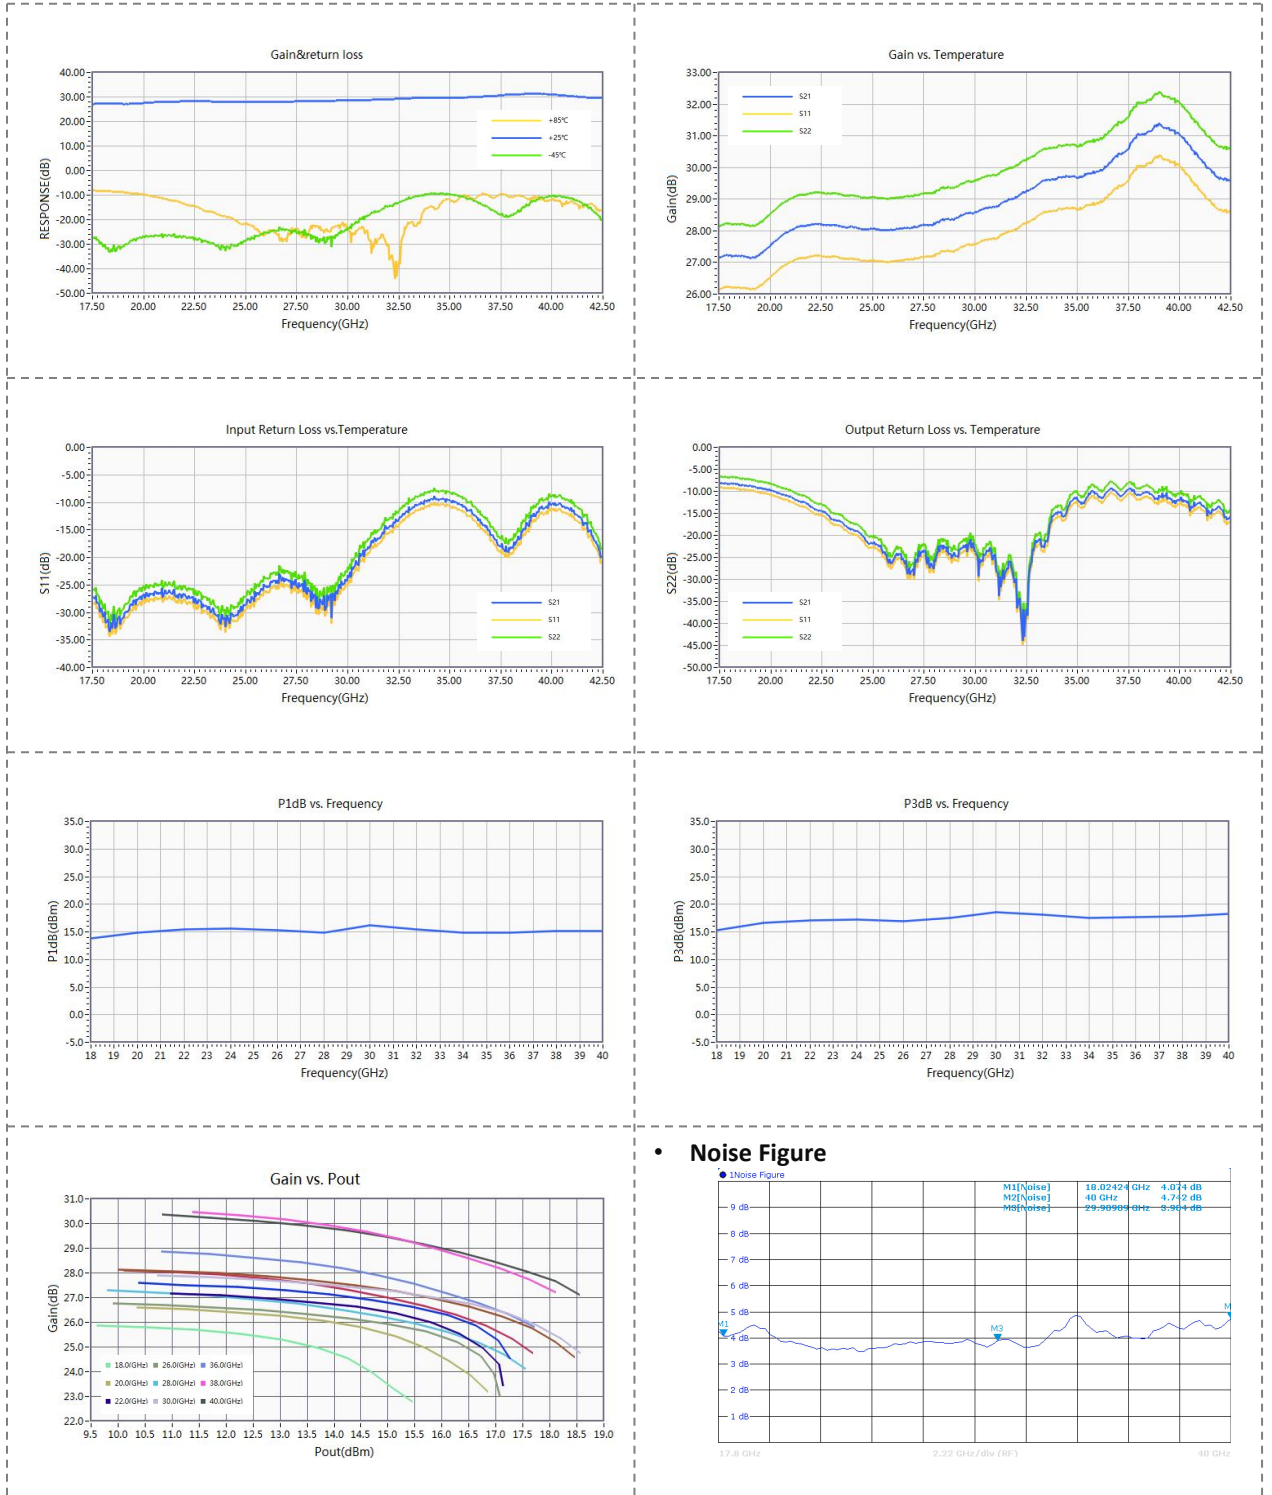 Gain&return loss
40.00
30.00
20.00
10.00
0.00
-10.00
-20.00
-30.00
-40.00
-50.00
RESPONSE(dB)
+85℃
+25℃
-45℃
17.50 20.00 22.50 25.00 27.50 30.00 32.50 35.00 37.50 40.00 42.50
Frequency(GHz)
Gain vs. Temperature
33.00
32.00
31.00
30.00
29.00
28.00
27.00
26.00
Gain(dB)
S21
S11
S22
17.50 20.00 22.50 25.00 27.50 30.00 32.50 35.00 37.50 40.00 42.50
Frequency(GHz)
Input Return Loss vs.Temperature
0.00
-5.00
-10.00
-15.00
-20.00
-25.00
-30.00
-35.00
-40.00
S11(dB)
S21
S11
S22
17.50 20.00 22.50 25.00 27.50 30.00 32.50 35.00 37.50 40.00 42.50
Frequency(GHz)
Output Return Loss vs. Temperature
0.00
-5.00
-10.00
-15.00
-20.00
-25.00
-30.00
-35.00
-40.00
-45.00
-50.00
S22(dB)
S21
S11
S22
17.50 20.00 22.50 25.00 27.50 30.00 32.50 35.00 37.50 40.00 42.50
Frequency(GHz)
P1dB vs. Frequency
35.0
30.0
25.0
20.0
15.0
10.0
5.0
0.0
-5.0
P1dB(dBm)
18 19 20 21 22 23 24 25 26 27 28 29 30 31 32 33 34 35 36 37 38 39 40
Frequency(GHz)
P3dB vs. Frequency
35.0
30.0
25.0
20.0
15.0
10.0
5.0
0.0
-5.0
P3dB(dBm)
18 19 20 21 22 23 24 25 26 27 28 29 30 31 32 33 34 35 36 37 38 39 40
Frequency(GHz)
Gain vs. Pout
31.0
30.0
29.0
28.0
27.0
26.0
25.0
24.0
23.0
22.0
Gain(dB)
18.0(GHz) 26.0(GHz) 36.0(GHz)
20.0(GHz) 28.0(GHz) 38.0(GHz)
22.0(GHz) 30.0(GHz) 40.0(GHz)
9.5 10.0 10.5 11.0 11.5 12.0 12.5 13.0 13.5 14.0 14.5 15.0 15.5 16.0 16.5 17.0 17.5 18.0 18.5 19.0
Pout(dBm)
• Noise Figure
1Noise Figure
M1[Noise] 18.02424 GHz 4.074 dB
M2[Noise] 40 GHz 4.742 dB
M3[Noise] 29.90909 GHz 3.904 dB
9 dB
8 dB
7 dB
6 dB
5 dB
4 dB
3 dB
2 dB
1 dB
M1
M3
M
17.8 GHz 2.22 GHz/div (RF) 40 GHz